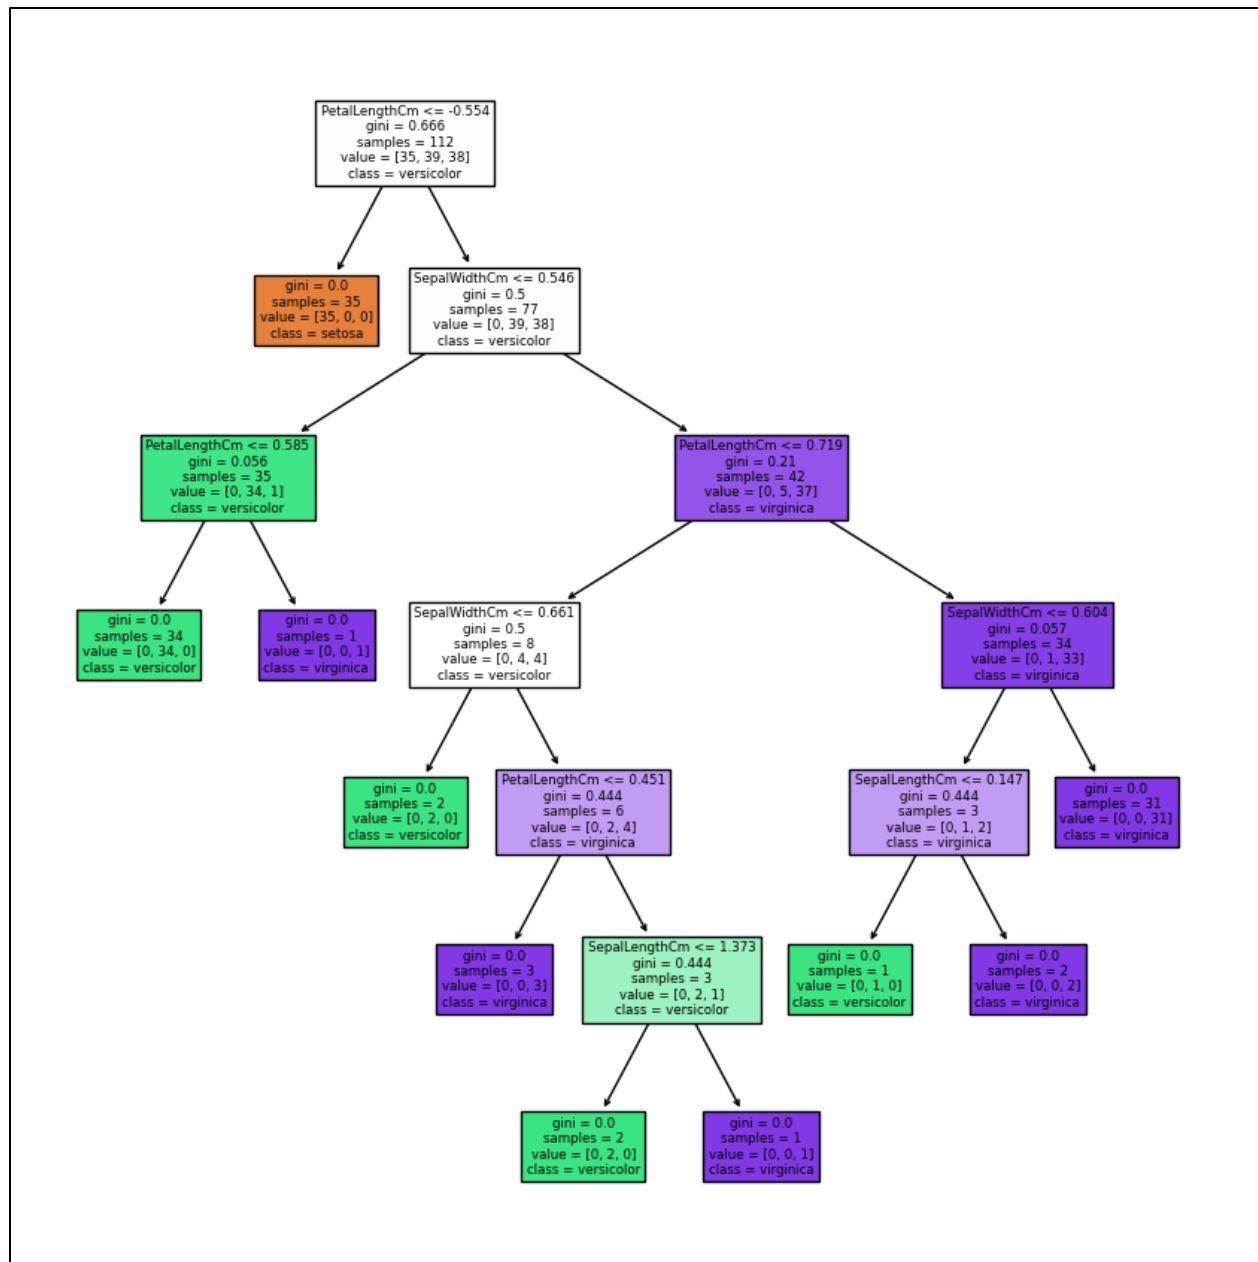 PetalLengthCm <= -0.554
gini = 0.666
samples = 112
value = [35, 39, 38]
class = versicolor
gini = 0.0
samples = 35
value = [35, 0, 0]
class = setosa
SepalWidthCm <= 0.546
gini = 0.5
samples = 77
value = [0, 39, 38]
class = versicolor
PetalLengthCm <= 0.585
gini = 0.056
samples = 35
value = [0, 34, 1]
class = versicolor
PetalLengthCm <= 0.719
gini = 0.21
samples = 42
value = [0, 5, 37]
class = virginica
gini = 0.0
samples = 34
value = [0, 34, 0]
class = versicolor
gini = 0.0
samples = 1
value = [0, 0, 1]
class = virginica
SepalWidthCm <= 0.661
gini = 0.5
samples = 8
value = [0, 4, 4]
class = versicolor
SepalWidthCm <= 0.604
gini = 0.057
samples = 34
value = [0, 1, 33]
class = virginica
gini = 0.0
samples = 2
value = [0, 2, 0]
class = versicolor
PetalLengthCm <= 0.451
gini = 0.444
samples = 6
value = [0, 2, 4]
class = virginica
SepalLengthCm <= 0.147
gini = 0.444
samples = 3
value = [0, 1, 2]
class = virginica
gini = 0.0
samples = 31
value = [0, 0, 31]
class = virginica
gini = 0.0
samples = 3
value = [0, 0, 3]
class = virginica
SepalLengthCm <= 1.373
gini = 0.444
samples = 3
value = [0, 2, 1]
class = versicolor
gini = 0.0
samples = 1
value = [0, 1, 0]
class = versicolor
gini = 0.0
samples = 2
value = [0, 0, 2]
class = virginica
gini = 0.0
samples = 2
value = [0, 2, 0]
class = versicolor
gini = 0.0
samples = 1
value = [0, 0, 1]
class = virginica